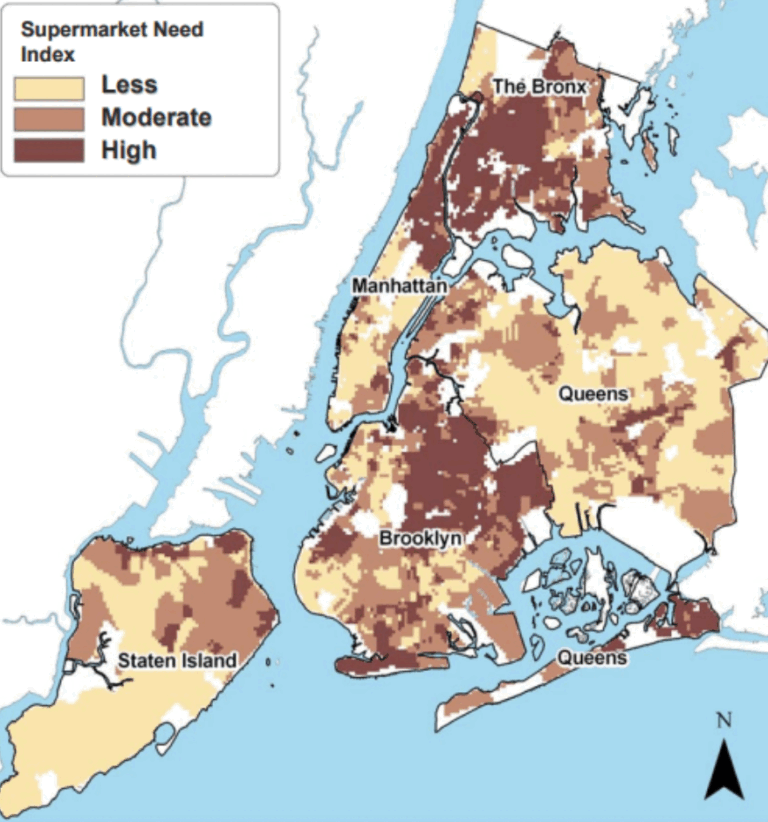 Supermarket Need
Index
Less
Moderate
High
The Bronx
Manhattan
Queens
Brooklyn
Staten Island
Queens
N